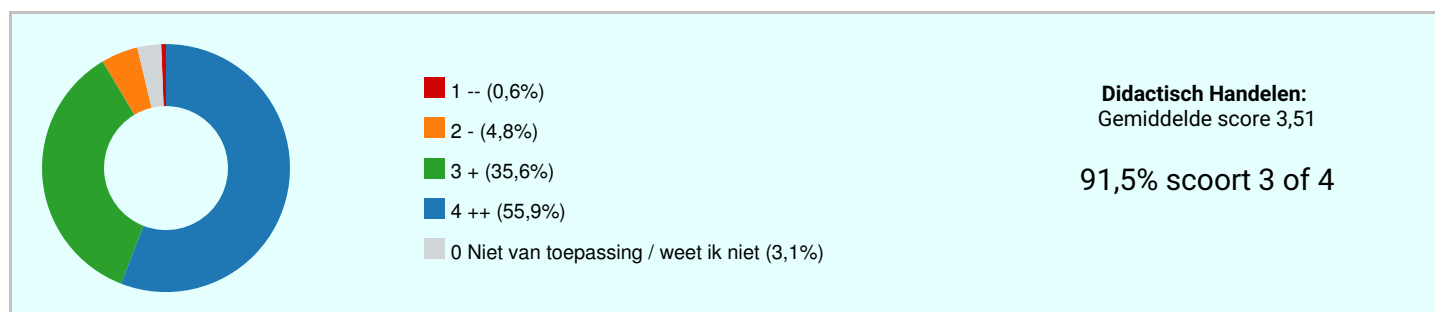 1 -- (0,6%)
2 - (4,8%)
3 + (35,6%)
4 ++ (55,9%)
0 Niet van toepassing / weet ik niet (3,1%)
Didactisch Handelen:
Gemiddelde score 3,51
91,5% scoort 3 of 4